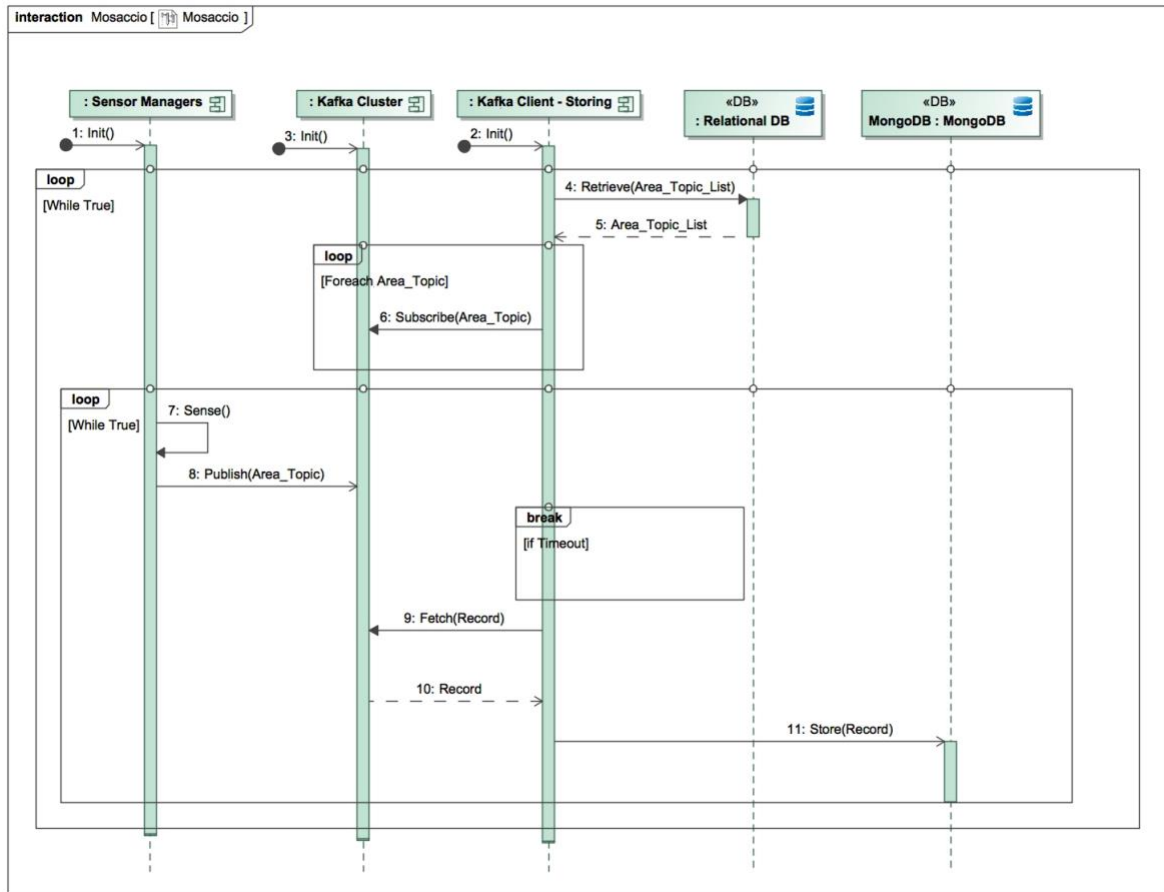 interaction Mosaccio [ Mosaccio ]
: Sensor Managers
: Kafka Cluster
: Kafka Client - Storing
«DB»
: Relational DB
«DB»
MongoDB : MongoDB
1: Init()
3: Init()
2: Init()
loop
[While True]
4: Retrieve(Area_Topic_List)
5: Area_Topic_List
loop
[Foreach Area_Topic]
6: Subscribe(Area_Topic)
loop
[While True]
7: Sense()
8: Publish(Area_Topic)
break
[if Timeout]
9: Fetch(Record)
10: Record
11: Store(Record)